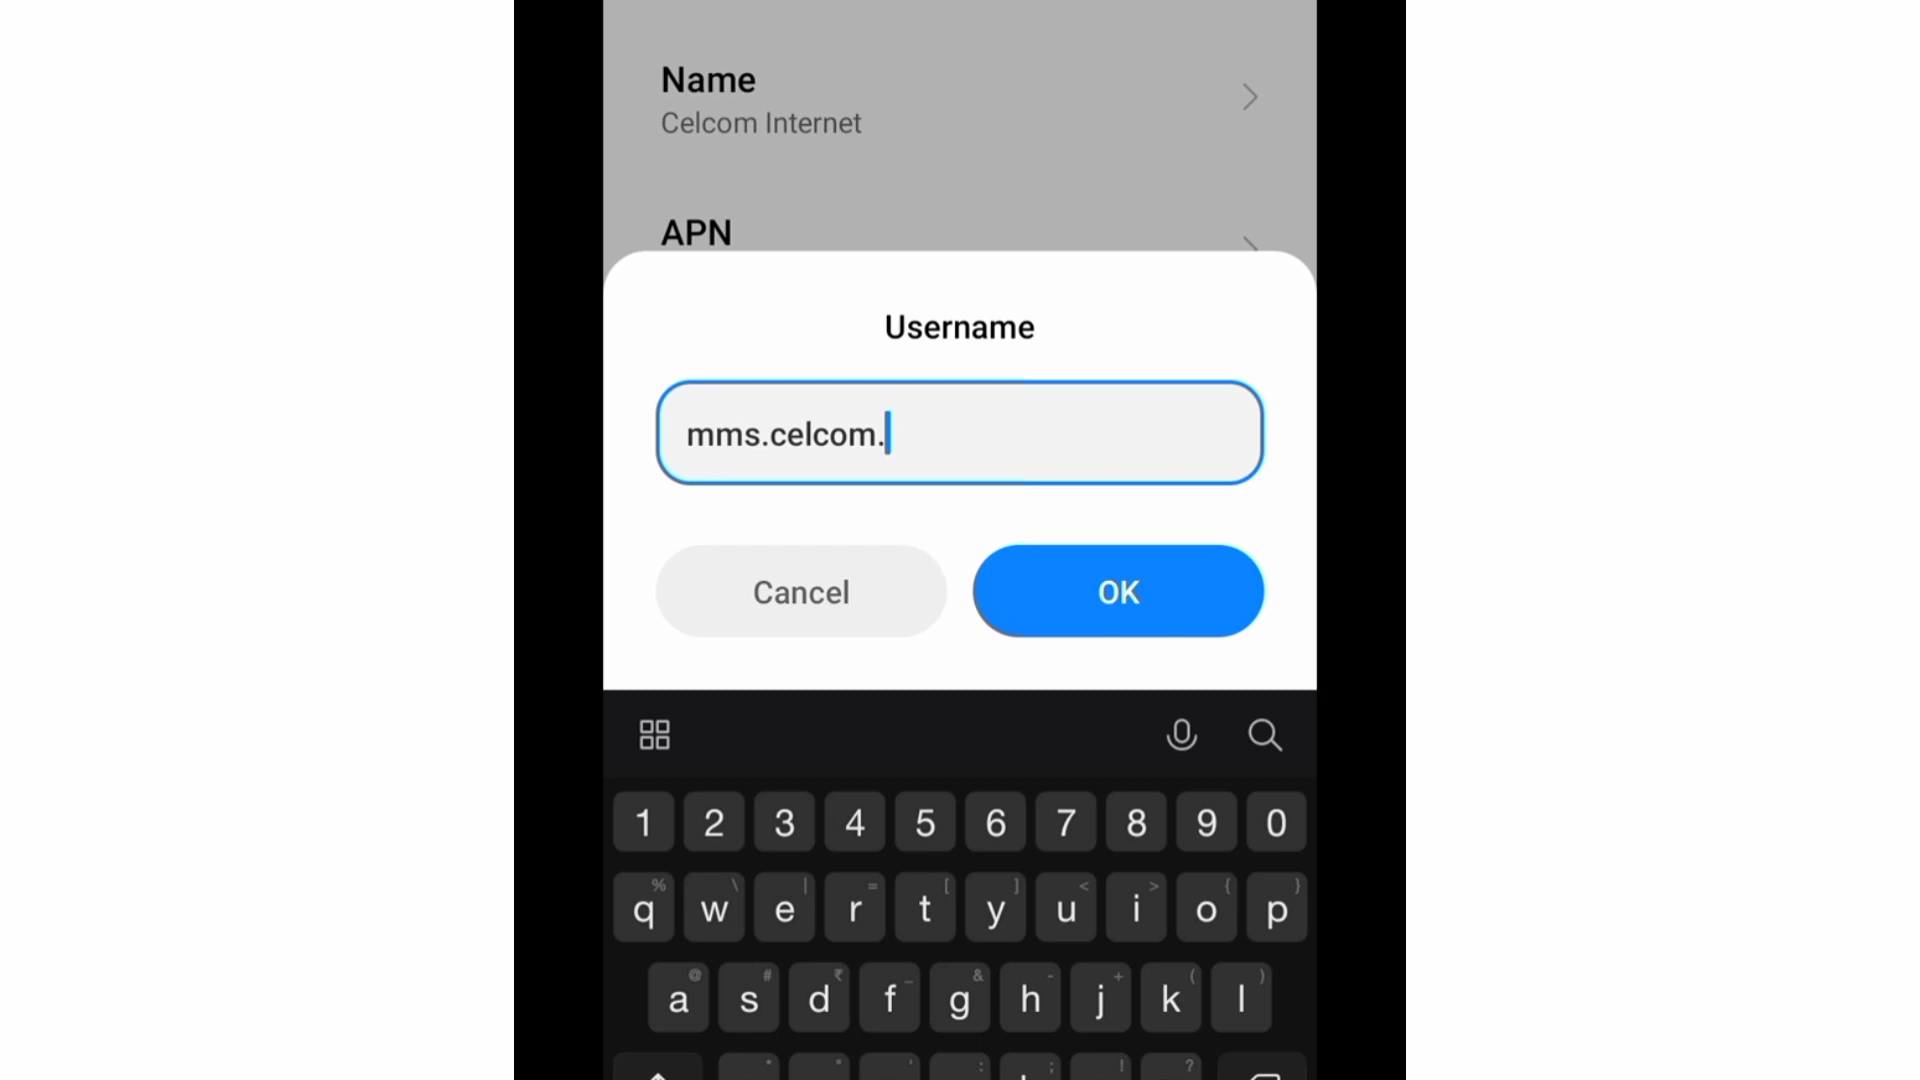 Name
Celcom Internet
APN
Username
mms.celcom.
Cancel
OK
1 2 3 4 5 6 7 8 9 0
% \ | = [ ] < > { }
q w e r t y u i o p
@ # ₹ _ & - + ( )
a s d f g h j k l
* " ' : ; ! ?